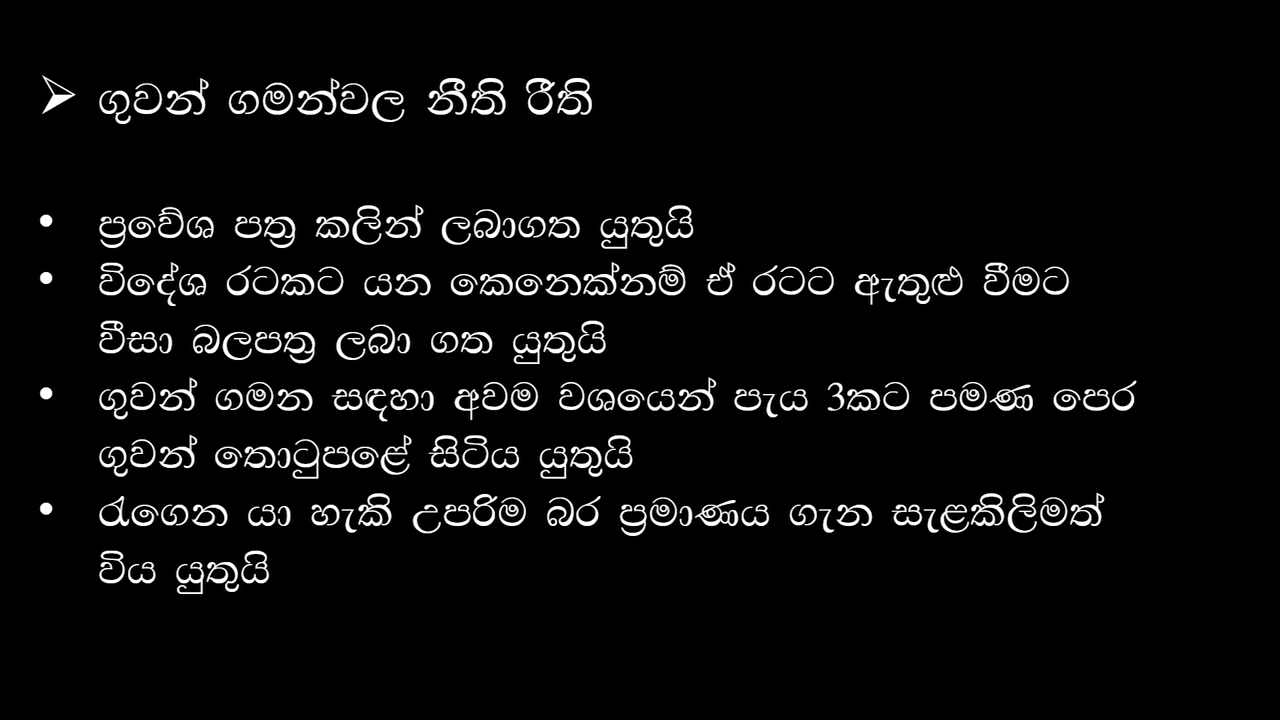 ➢ ගුවන් ගමන්වල නීති රීති
• ප්‍රවේශ පත්‍ර කලින් ලබාගත යුතුයි
• විදේශ රටකට යන කෙනෙක්නම් ඒ රටට ඇතුළු වීමට
වීසා බලපත්‍ර ලබා ගත යුතුයි
• ගුවන් ගමන සඳහා අවම වශයෙන් පැය 3කට පමණ පෙර
ගුවන් තොටුපළේ සිටිය යුතුයි
• රැගෙන යා හැකි උපරිම බර ප්‍රමාණය ගැන සැළකිලිමත්
විය යුතුයි